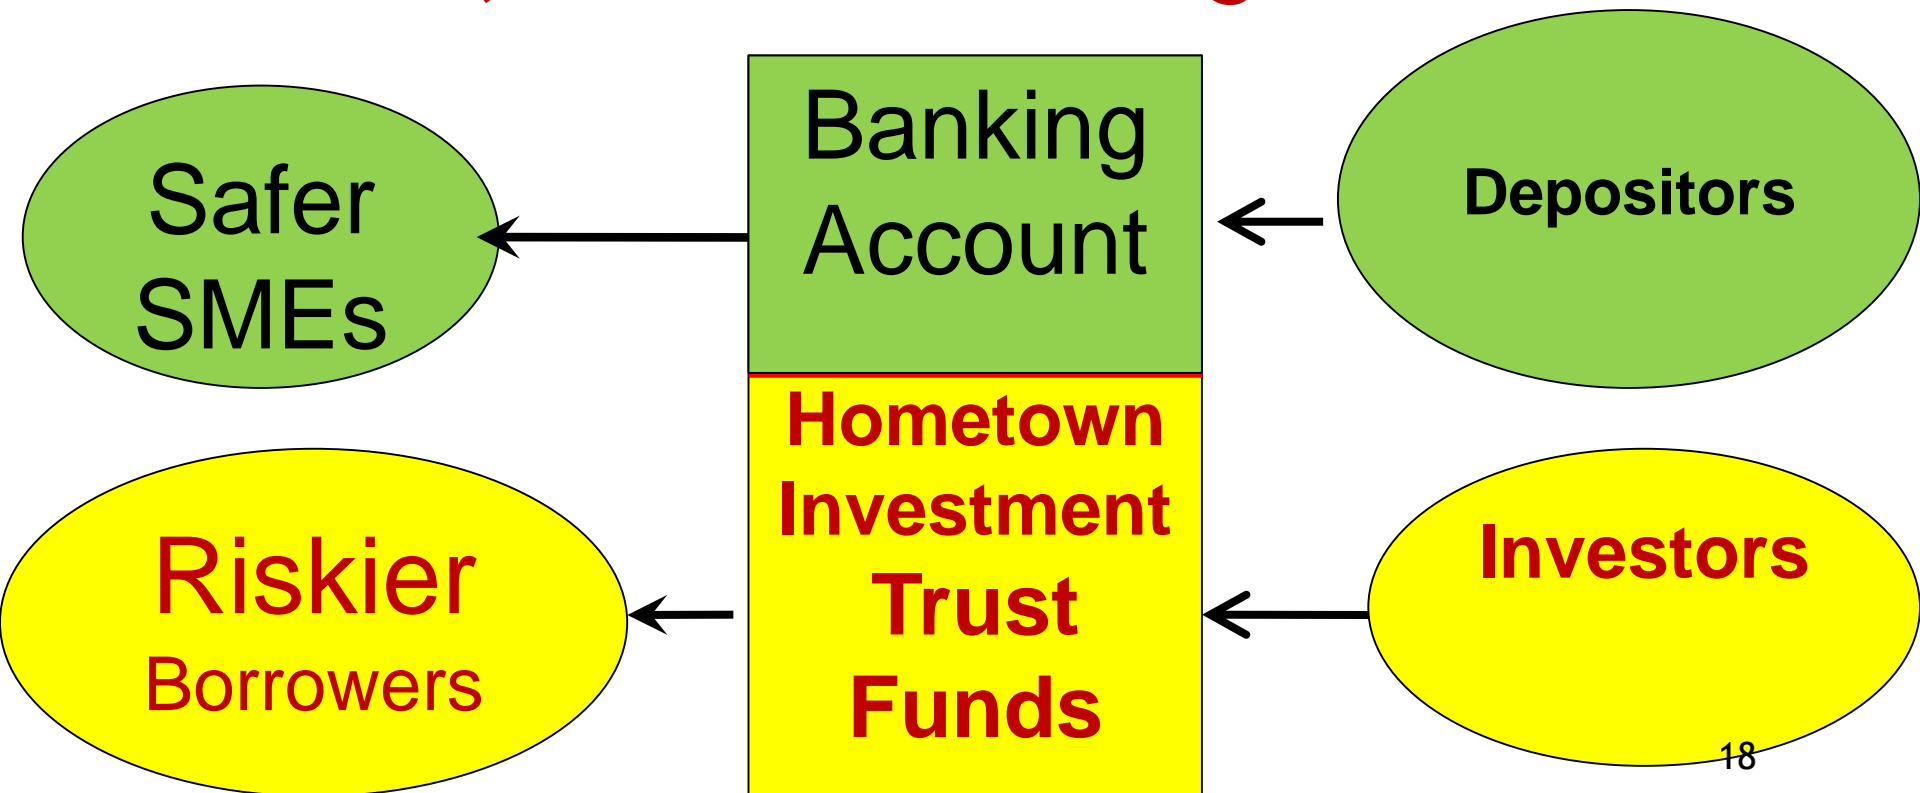 Safer
SMEs
Banking
Account
Depositors
Riskier
Borrowers
Hometown
Investment
Trust
Funds
Investors
18